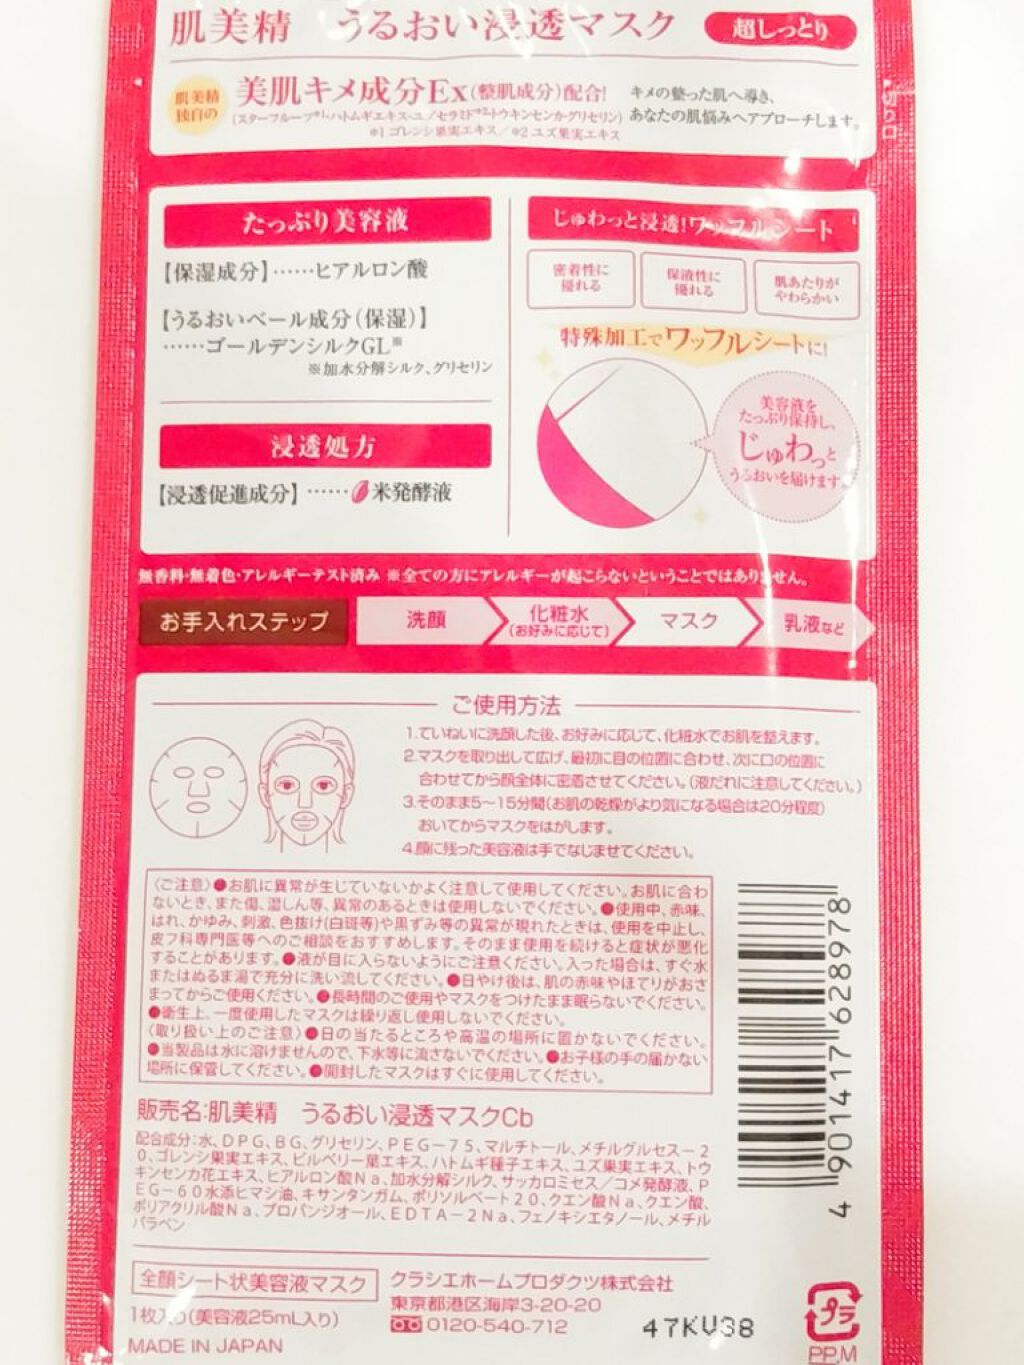 肌美精 うるおい浸透マスク 超しっとり
肌美精
独自の
美肌キメ成分Ex(整肌成分)配合!
(スターフルーツ*1・ハトムギエキス・ユノセラミド*2・トウキンセンカ・グリセリン)
*1 ゴレンシ果実エキス/*2 ユズ果実エキス
キメの整った肌へ導き、
あなたの肌悩みへアプローチします。
切り口
たっぷり美容液
【保湿成分】……ヒアルロン酸
【うるおいベール成分(保湿)】
……ゴールデンシルクGL※
※加水分解シルク、グリセリン
浸透処方
【浸透促進成分】……米発酵液
じゅわっと浸透!ワッフルシート
密着性に
優れる
保液性に
優れる
肌あたりが
やわらかい
特殊加工でワッフルシートに!
美容液を
たっぷり保持し、
じゅわっと
うるおいを届けます。
無香料・無着色・アレルギーテスト済み ※全ての方にアレルギーが起こらないということではありません。
お手入れステップ
洗顔
化粧水
(お好みに応じて)
マスク
乳液など
ご使用方法
1.ていねいに洗顔した後、お好みに応じて、化粧水でお肌を整えます。
2.マスクを取り出して広げ、最初に目の位置に合わせ、次に口の位置に
合わせてから顔全体に密着させてください。(液だれに注意してください。)
3.そのまま5〜15分間(お肌の乾燥がより気になる場合は20分程度)
おいてからマスクをはがします。
4.顔に残った美容液は手でなじませてください。
〈ご注意〉●お肌に異常が生じていないかよく注意して使用してください。お肌に合わ
ないとき、また傷、湿しん等、異常のあるときは使用しないでください。●使用中、赤味、
はれ、かゆみ、刺激、色抜け(白斑等)や黒ずみ等の異常が現れたときは、使用を中止し、
皮フ科専門医等へのご相談をおすすめします。そのまま使用を続けると症状が悪化
することがあります。●液が目に入らないようにご注意ください。入った場合は、すぐ水
またはぬるま湯で充分に洗い流してください。●日やけ後は、肌の赤味やほてりがおさ
まってからご使用ください。●長時間のご使用やマスクをつけたまま眠らないでください。
●衛生上、一度使用したマスクは繰り返し使用しないでください。
〈取り扱い上のご注意〉●日の当たるところや高温の場所に置かないでください。
●当製品は水に溶けませんので、下水等に流さないでください。●お子様の手の届かない
場所に保管してください。●開封したマスクはすぐに使用してください。
販売名:肌美精 うるおい浸透マスクCb
配合成分:水、DPG、BG、グリセリン、PEG-75、マルチトール、メチルグルセス-2
0、ゴレンシ果実エキス、ビルベリー葉エキス、ハトムギ種子エキス、ユズ果実エキス、トウ
キンセンカ花エキス、ヒアルロン酸Na、加水分解シルク、サッカロミセス/コメ発酵液、P
EG-60水添ヒマシ油、キサンタンガム、ポリソルベート20、クエン酸Na、クエン酸、
ポリアクリル酸Na、プロパンジオール、EDTA-2Na、フェノキシエタノール、メチル
パラベン
4 901417 628978
全顔シート状美容液マスク
1枚入り(美容液25mL入り)
MADE IN JAPAN
クラシエホームプロダクツ株式会社
東京都港区海岸3-20-20
0120-540-712
47KU38
プラ
PP,M